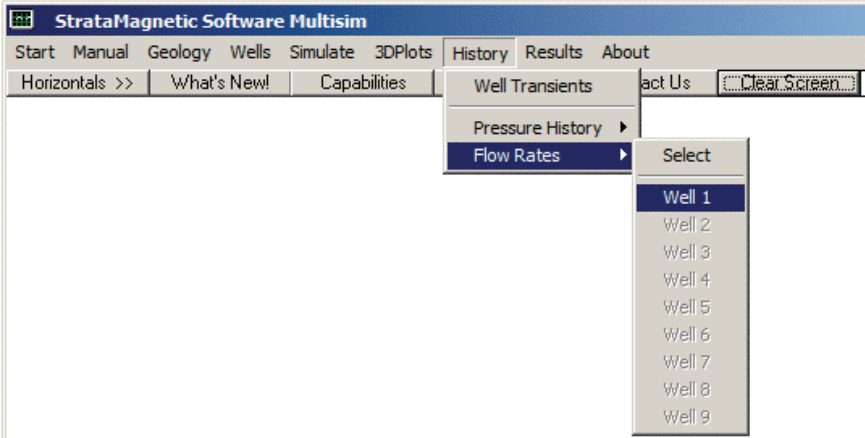 StrataMagnetic Software Multisim
Start Manual Geology Wells Simulate 3DPlots History Results About
Horizontals >> What's New! Capabilities act Us Clear Screen
Well Transients
Pressure History
Flow Rates
Select
Well 1
Well 2
Well 3
Well 4
Well 5
Well 6
Well 7
Well 8
Well 9